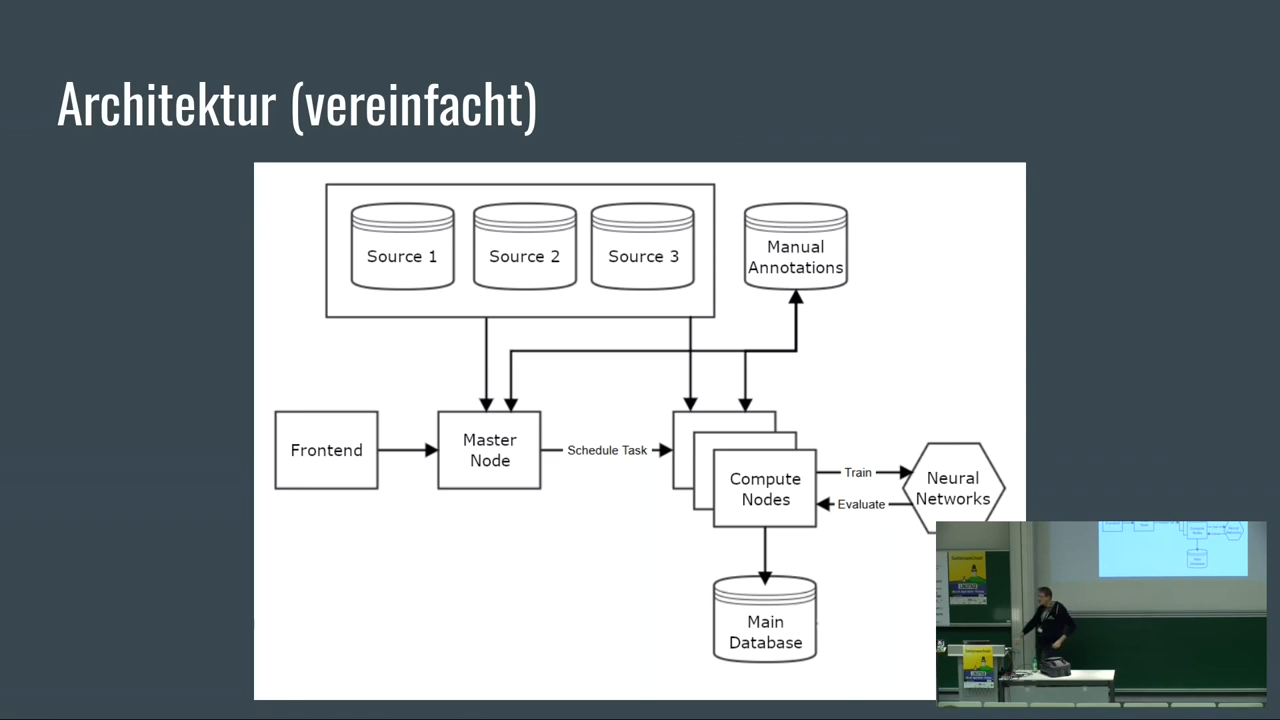 Architektur (vereinfacht)
Source 1
Source 2
Source 3
Manual
Annotations
Frontend
Master
Node
Schedule Task
Compute
Nodes
Train
Evaluate
Neural
Networks
Main
Database